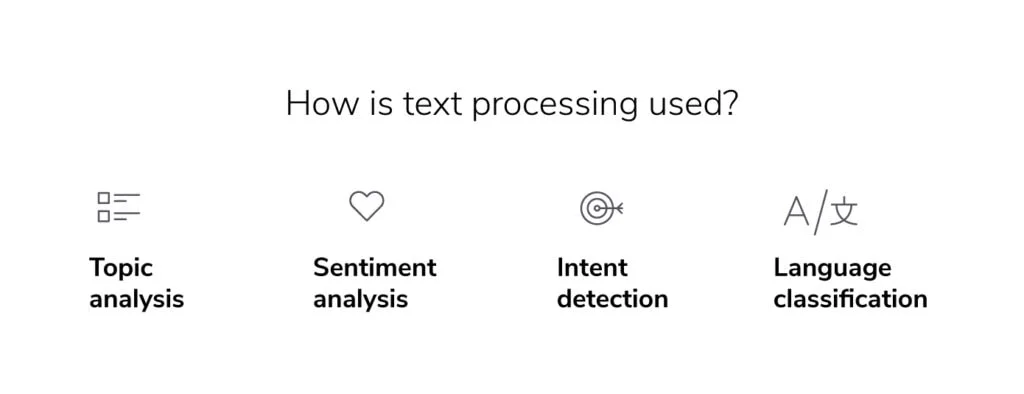 How is text processing used?
A/文
Topic
analysis
Sentiment
analysis
Intent
detection
Language
classification